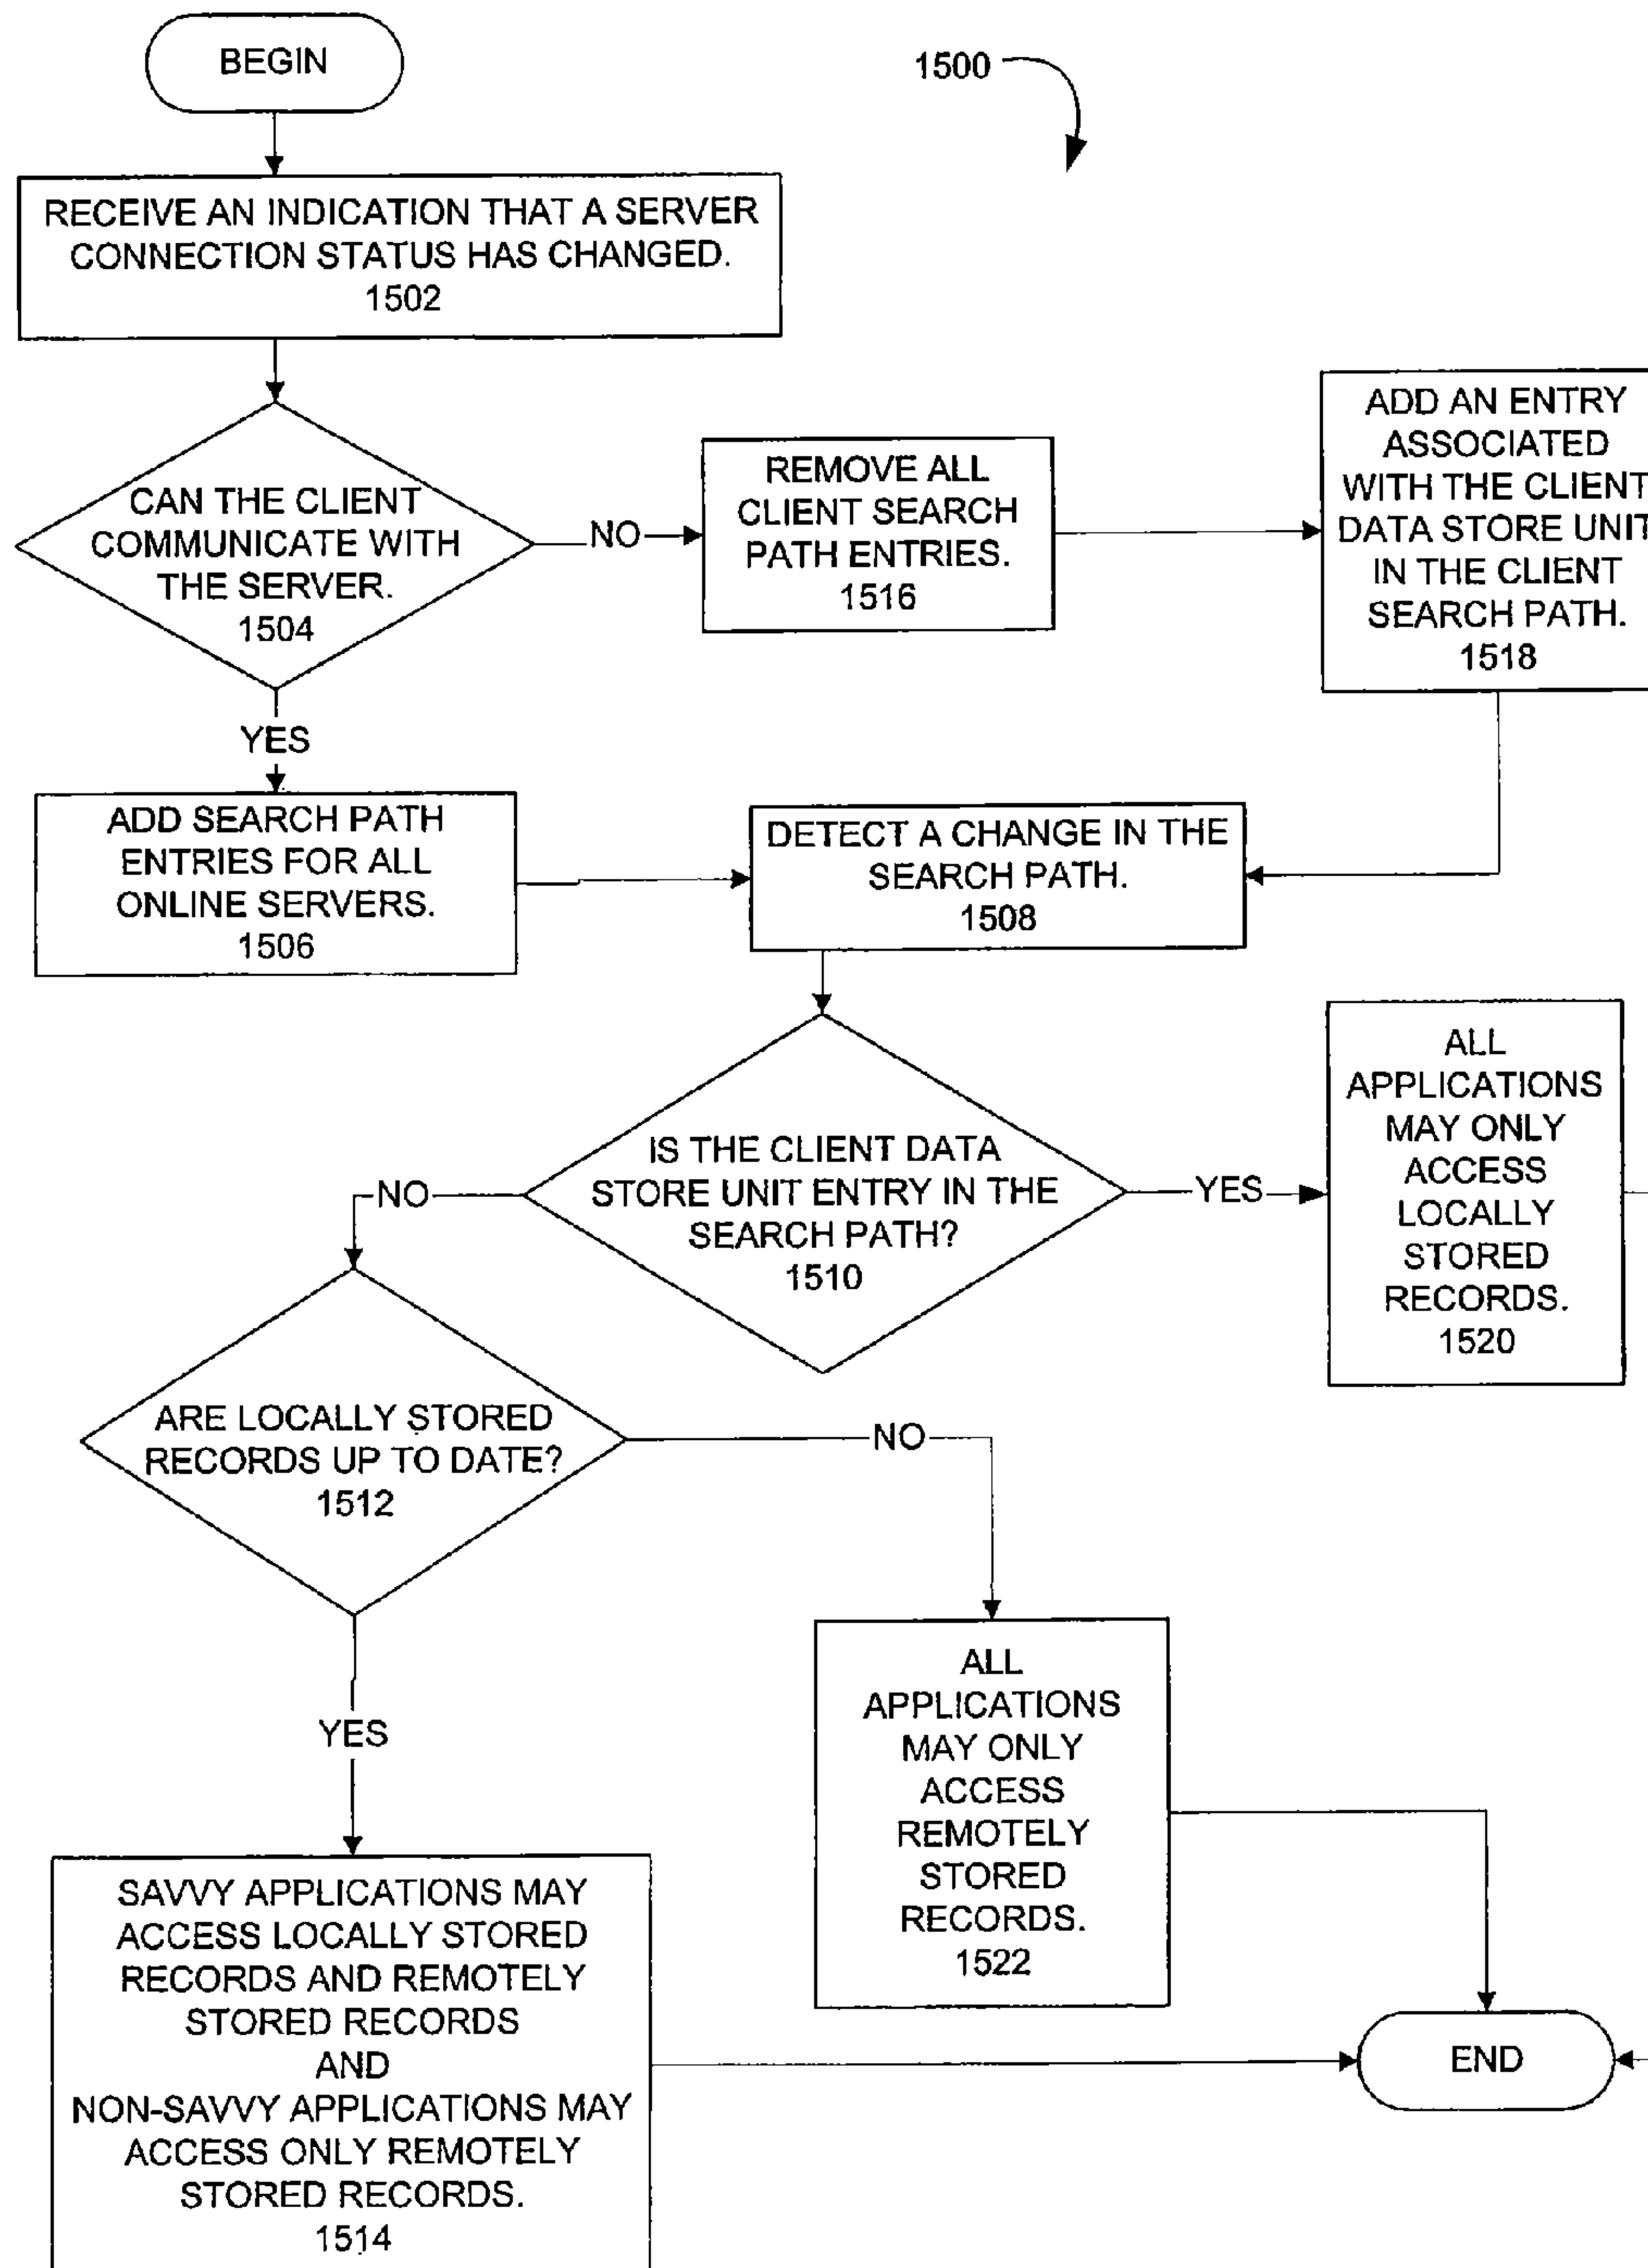 BEGIN
1500
RECEIVE AN INDICATION THAT A SERVER
CONNECTION STATUS HAS CHANGED.
1502
CAN THE CLIENT
COMMUNICATE WITH
THE SERVER.
1504
NO
REMOVE ALL
CLIENT SEARCH
PATH ENTRIES.
1516
ADD AN ENTRY
ASSOCIATED
WITH THE CLIENT
DATA STORE UNIT
IN THE CLIENT
SEARCH PATH.
1518
YES
ADD SEARCH PATH
ENTRIES FOR ALL
ONLINE SERVERS.
1506
DETECT A CHANGE IN THE
SEARCH PATH.
1508
IS THE CLIENT DATA
STORE UNIT ENTRY IN THE
SEARCH PATH?
1510
NO
YES
ALL
APPLICATIONS
MAY ONLY
ACCESS
LOCALLY
STORED
RECORDS.
1520
ARE LOCALLY STORED
RECORDS UP TO DATE?
1512
NO
YES
ALL
APPLICATIONS
MAY ONLY
ACCESS
REMOTELY
STORED
RECORDS.
1522
SAVVY APPLICATIONS MAY
ACCESS LOCALLY STORED
RECORDS AND REMOTELY
STORED RECORDS
AND
NON-SAVVY APPLICATIONS MAY
ACCESS ONLY REMOTELY
STORED RECORDS.
1514
END